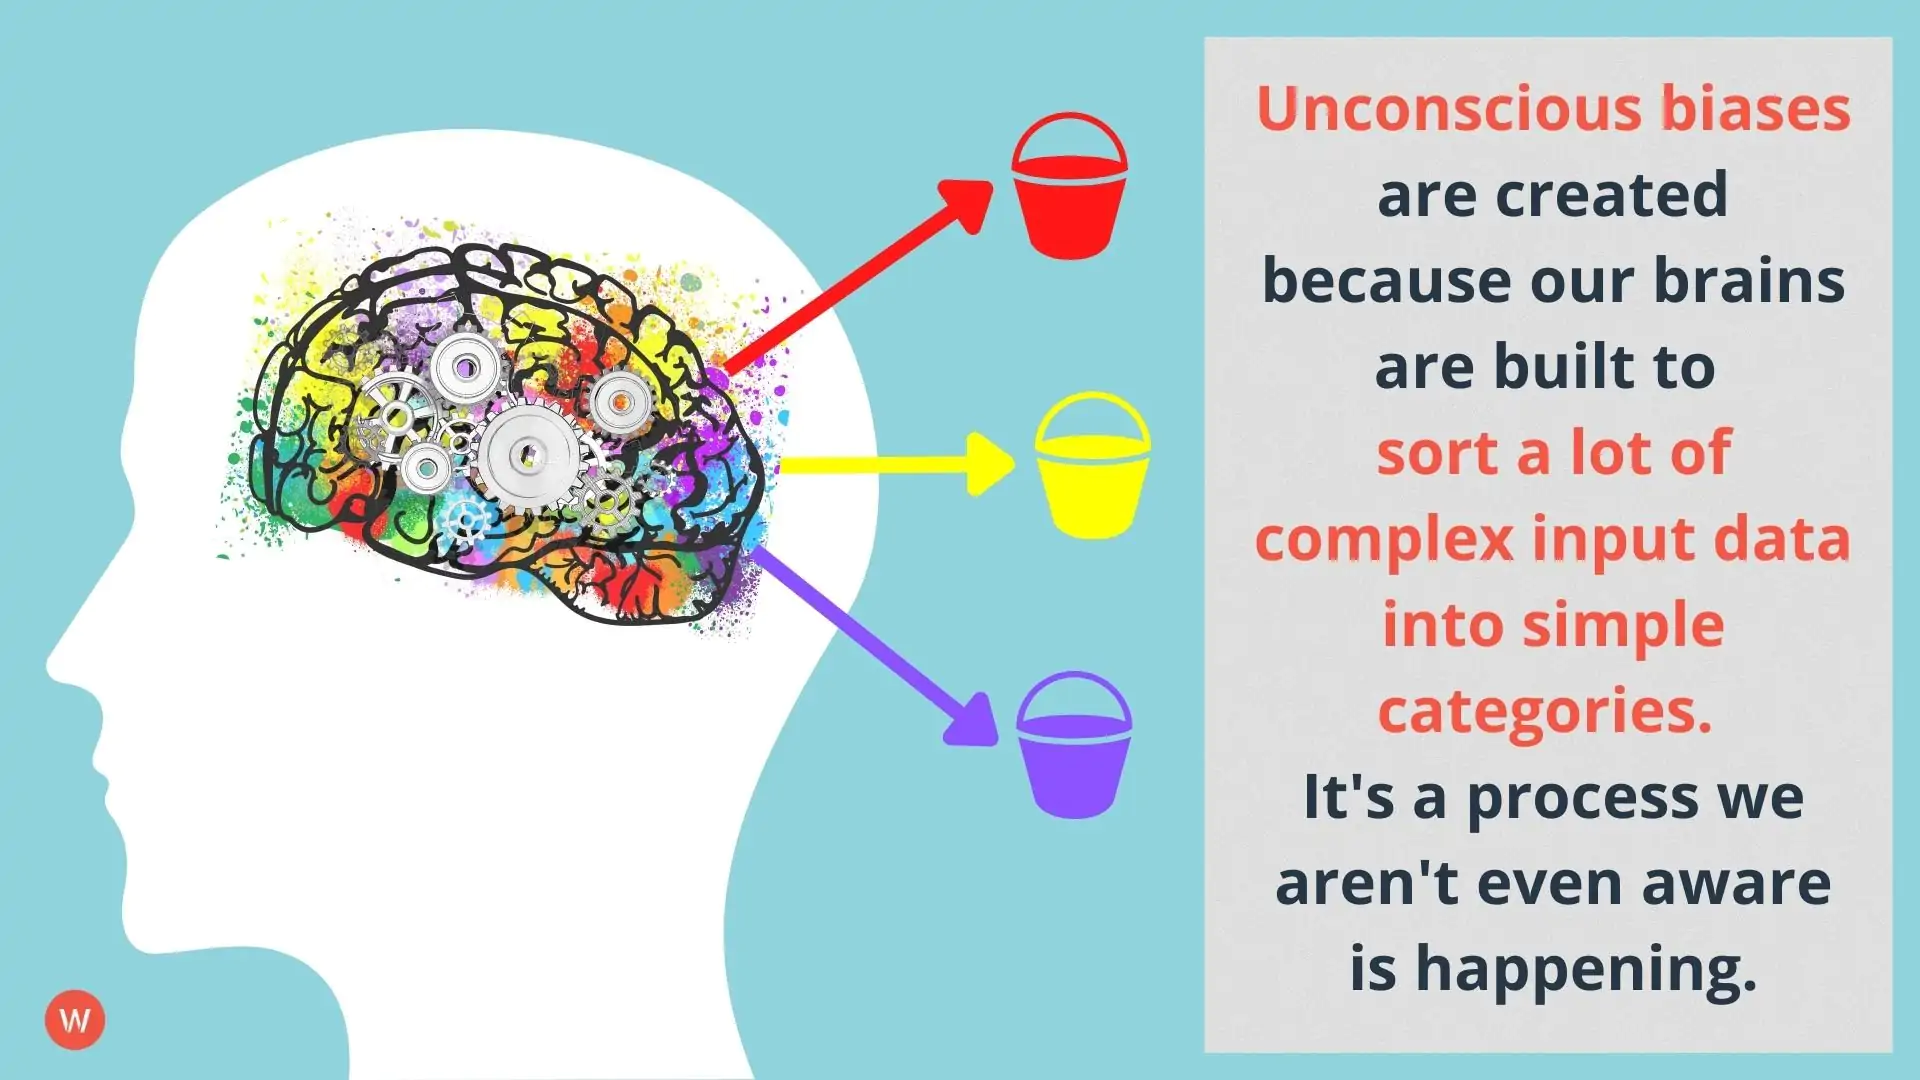 Unconscious biases
are created
because our brains
are built to
sort a lot of
complex input data
into simple
categories.
It's a process we
aren't even aware
is happening.
W